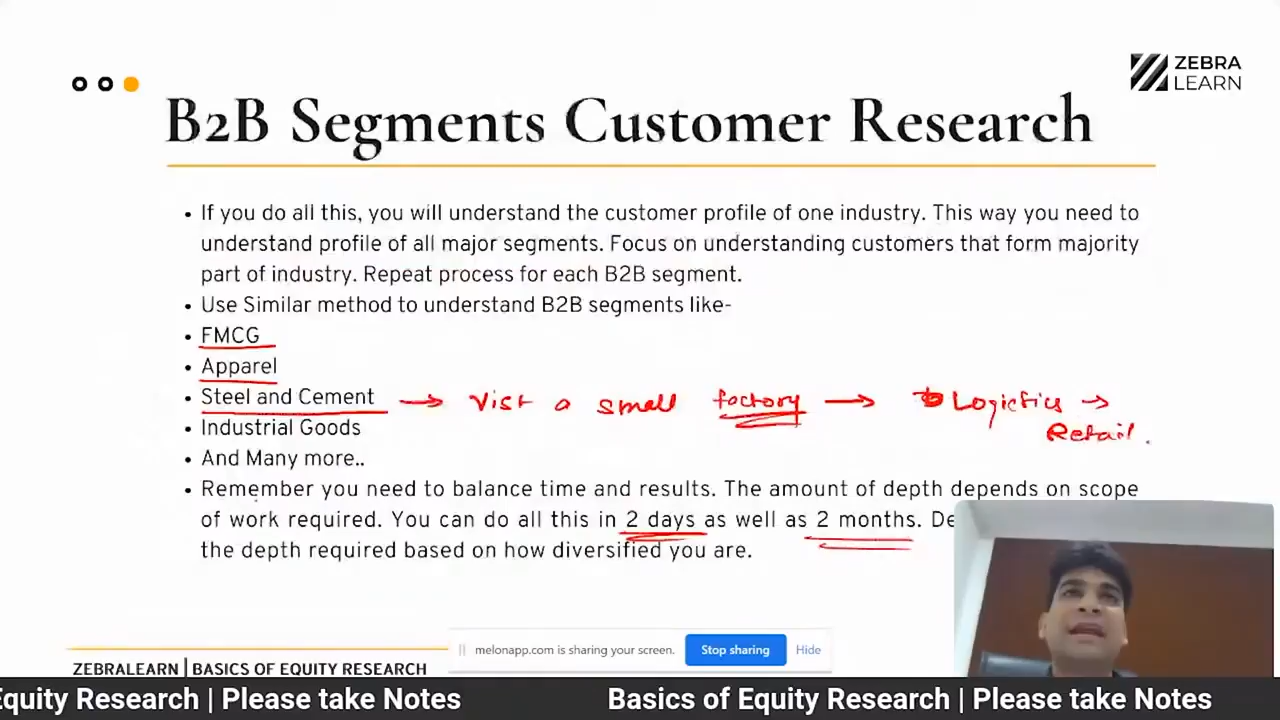 ZEBRA
LEARN
B2B Segments Customer Research
• If you do all this, you will understand the customer profile of one industry. This way you need to
understand profile of all major segments. Focus on understanding customers that form majority
part of industry. Repeat process for each B2B segment.
• Use Similar method to understand B2B segments like-
• FMCG
• Apparel
• Steel and Cement → Vist a small factory → Logictics →
Retail.
• Industrial Goods
• And Many more..
• Remember you need to balance time and results. The amount of depth depends on scope
of work required. You can do all this in 2 days as well as 2 months. De
the depth required based on how diversified you are.
melonapp.com is sharing your screen. Stop sharing Hide
ZEBRALEARN | BASICS OF EQUITY RESEARCH
Equity Research | Please take Notes Basics of Equity Research | Please take Notes